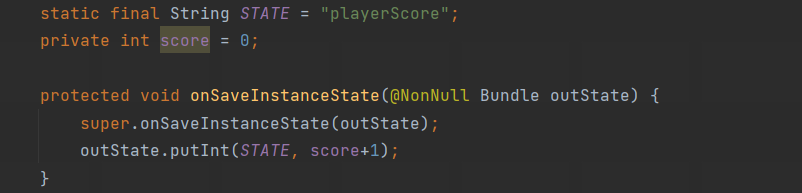 static final String STATE = "playerScore";
private int score = 0;
protected void onSaveInstanceState(@NonNull Bundle outState) {
super.onSaveInstanceState(outState);
outState.putInt(STATE, score+1);
}